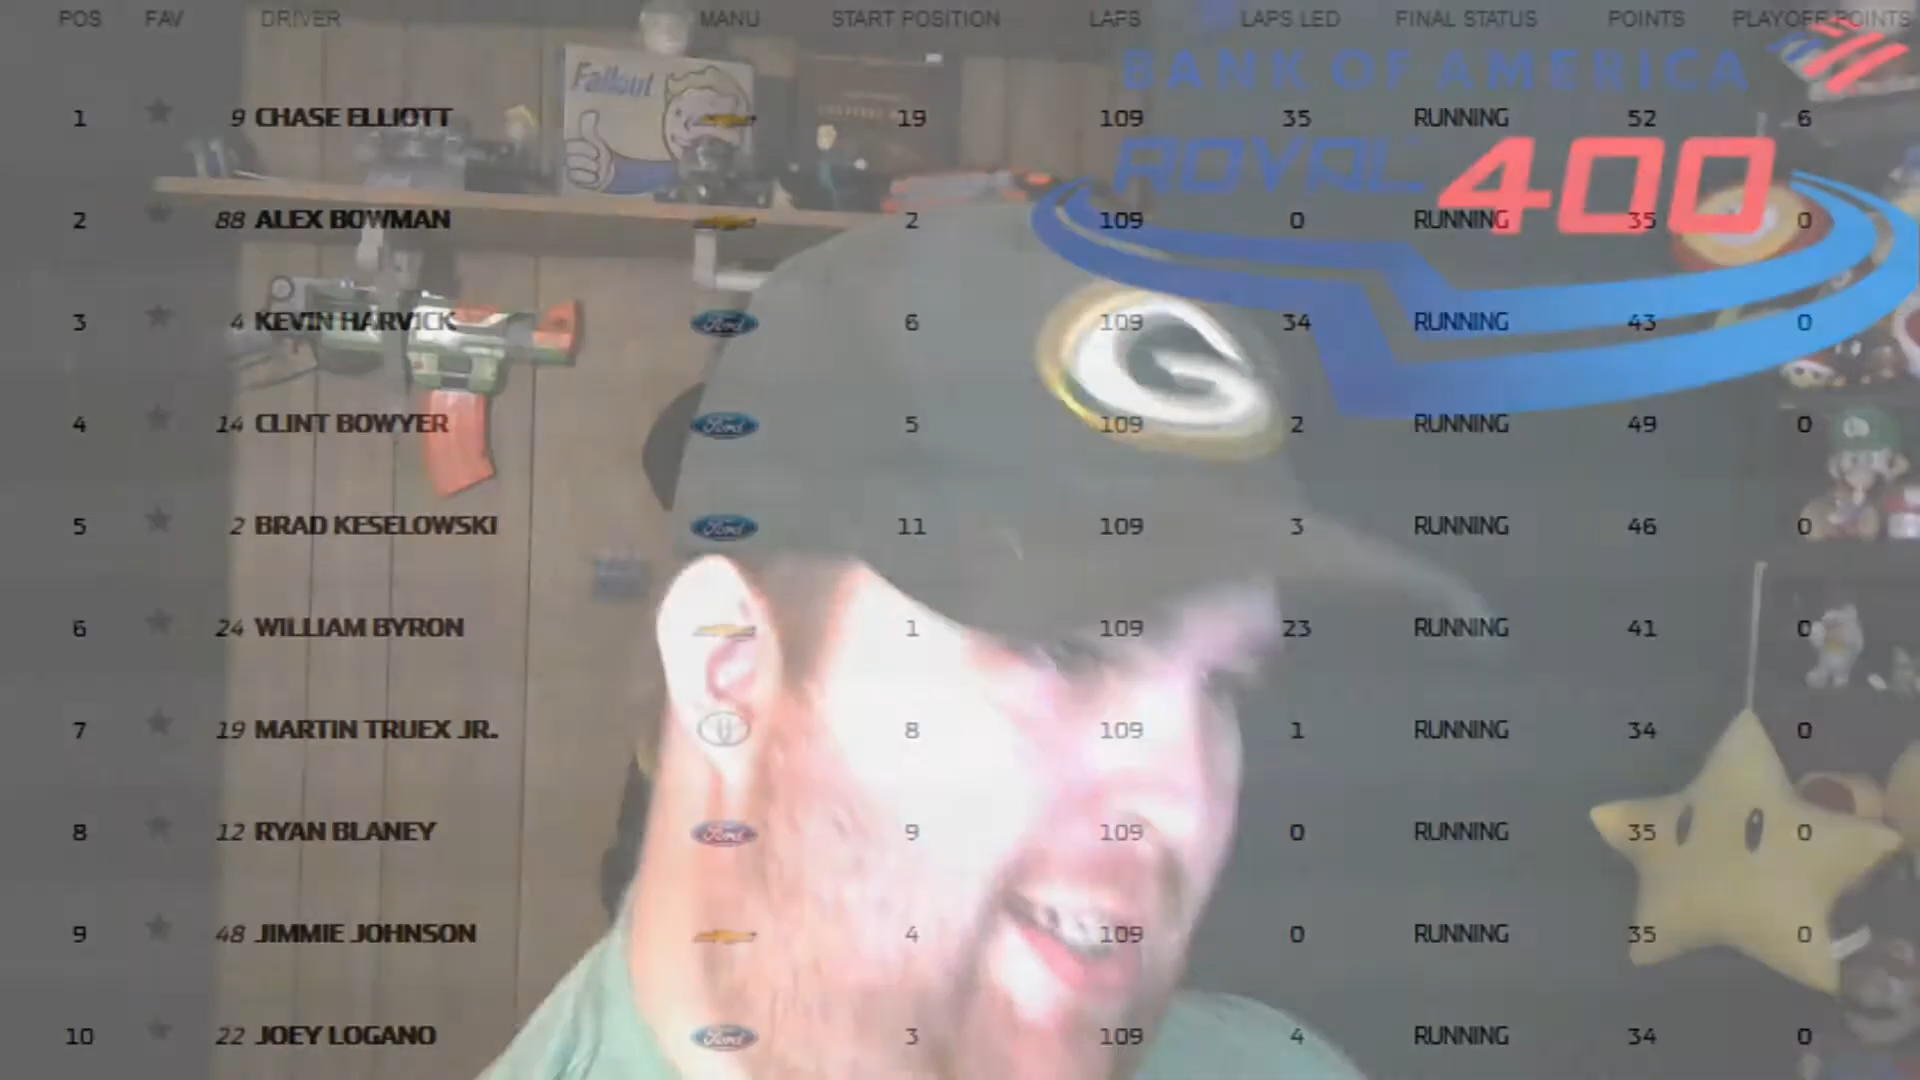 POS FAV DRIVER MANU START POSITION LAPS LAPS LED FINAL STATUS POINTS PLAYOFF POINTS
Fallout
BANK OF AMERICA
1 9 CHASE ELLIOTT 19 109 35 RUNNING 52 6
ROYAL 400
2 88 ALEX BOWMAN 2 109 0 RUNNING 35 0
3 4 KEVIN HARVICK Ford 6 109 34 RUNNING 43 0
G
4 14 CLINT BOWYER Ford 5 109 2 RUNNING 49 0
5 2 BRAD KESELOWSKI Ford 11 109 3 RUNNING 46 0
6 24 WILLIAM BYRON 1 109 23 RUNNING 41 0
7 19 MARTIN TRUEX JR. 8 109 1 RUNNING 34 0
8 12 RYAN BLANEY Ford 9 109 0 RUNNING 35 0
9 48 JIMMIE JOHNSON 4 109 0 RUNNING 35 0
10 22 JOEY LOGANO Ford 3 109 4 RUNNING 34 0